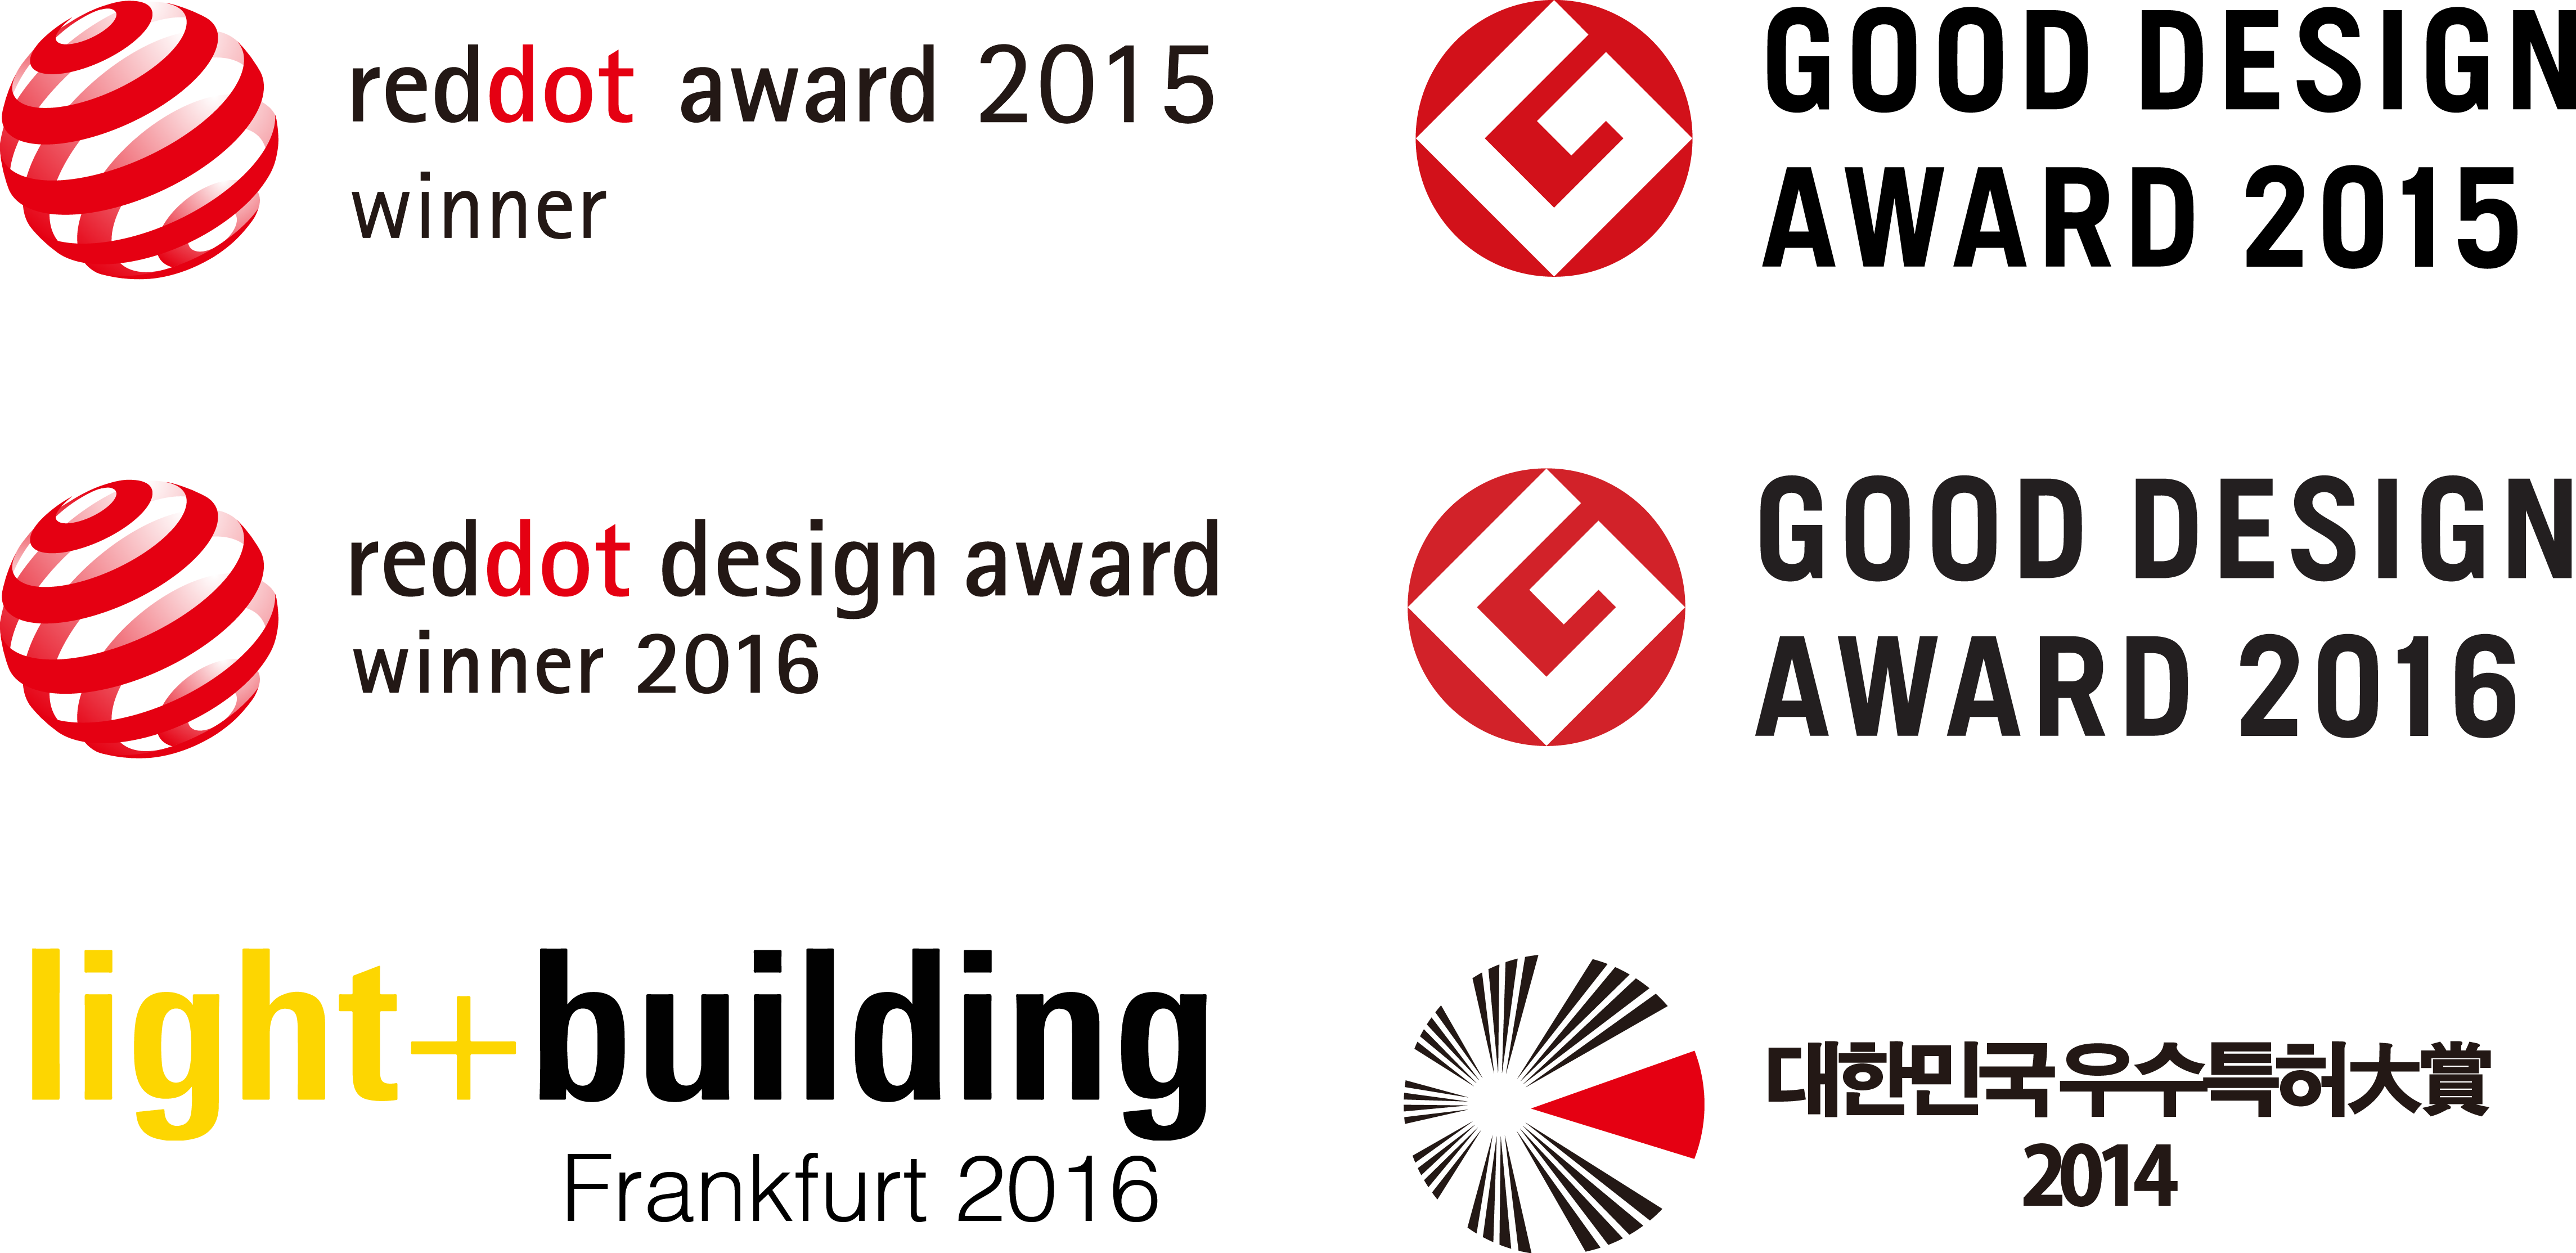 reddot award 2015
winner
GOOD DESIGN
AWARD 2015
reddot design award
winner 2016
GOOD DESIGN
AWARD 2016
light+building
Frankfurt 2016
대한민국 우수특허大賞
2014